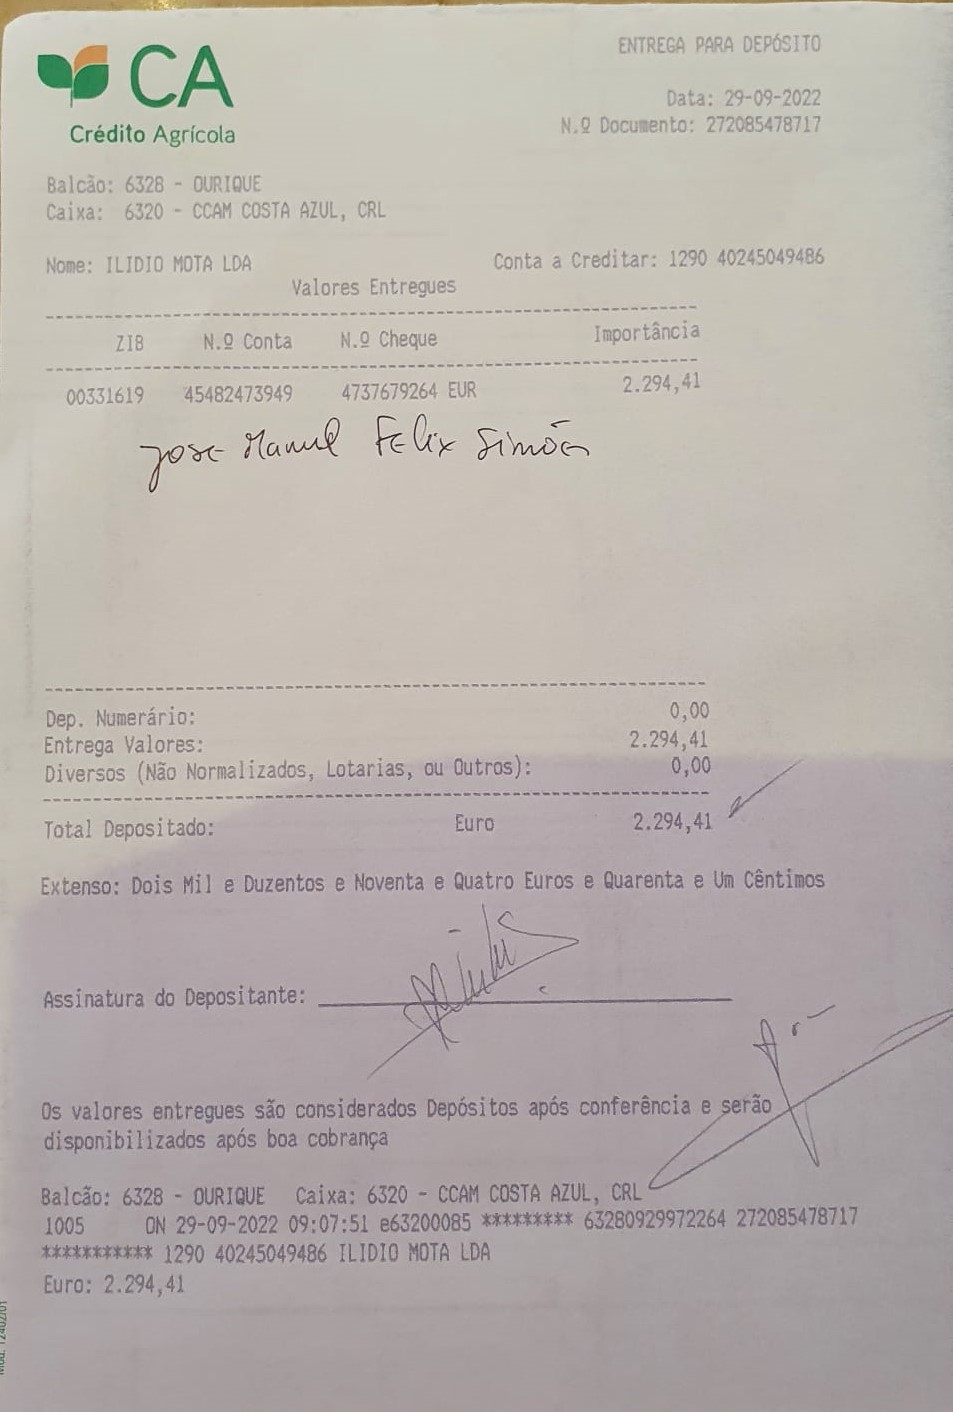 CA
Crédito Agrícola
ENTREGA PARA DEPÓSITO
Data: 29-09-2022
N.º Documento: 272085478717
Balcão: 6328 - OURIQUE
Caixa: 6320 - CCAM COSTA AZUL, CRL
Nome: ILIDIO MOTA LDA Conta a Creditar: 1290 40245049486
Valores Entregues
ZIB N.º Conta N.º Cheque Importância
00331619 45482473949 4737679264 EUR 2.294,41
Jose Manuel Felix Simões
Dep. Numerário: 0,00
Entrega Valores: 2.294,41
Diversos (Não Normalizados, Lotarias, ou Outros): 0,00
Total Depositado: Euro 2.294,41
Extenso: Dois Mil e Duzentos e Noventa e Quatro Euros e Quarenta e Um Cêntimos
Assinatura do Depositante:
Os valores entregues são considerados Depósitos após conferência e serão
disponibilizados após boa cobrança
Balcão: 6328 - OURIQUE Caixa: 6320 - CCAM COSTA AZUL, CRL
1005 ON 29-09-2022 09:07:51 e63200085 ********* 63280929972264 272085478717
*********** 1290 40245049486 ILIDIO MOTA LDA
Euro: 2.294,41